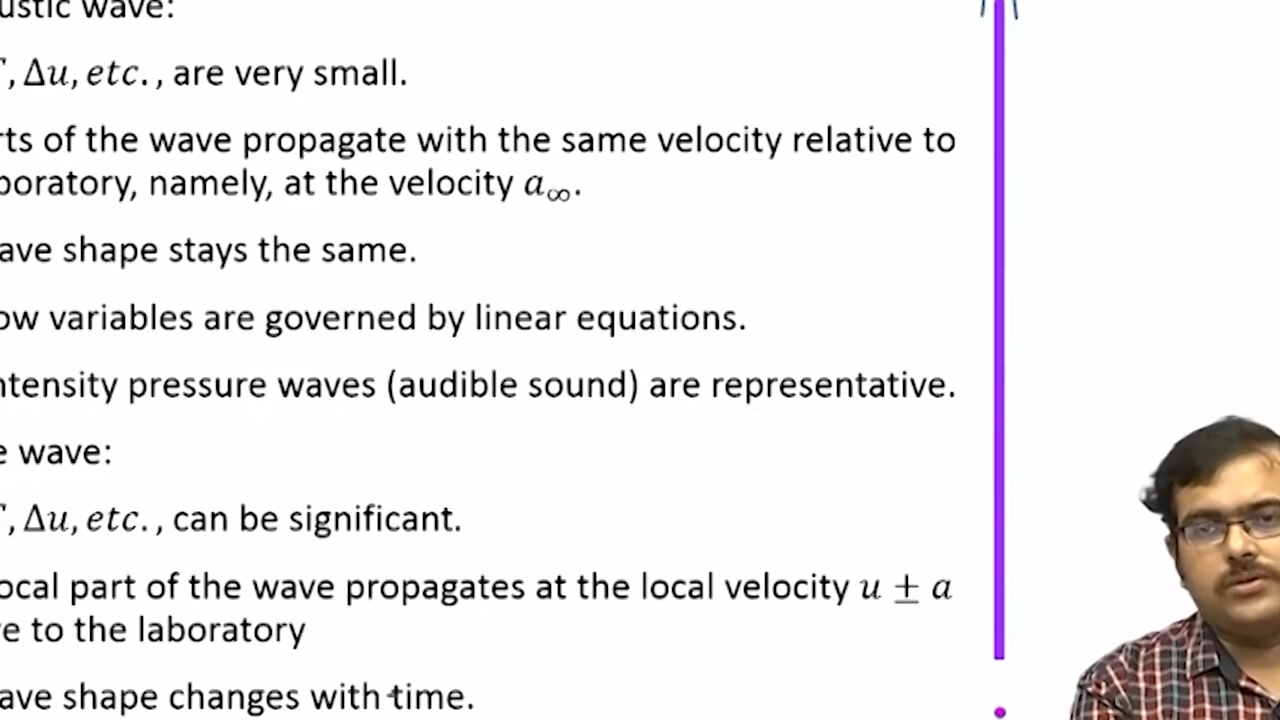 ustic wave:
, Δu, etc., are very small.
rts of the wave propagate with the same velocity relative to
boratory, namely, at the velocity a∞.
ave shape stays the same.
ow variables are governed by linear equations.
ntensity pressure waves (audible sound) are representative.
e wave:
, Δu, etc., can be significant.
ocal part of the wave propagates at the local velocity u ± a
e to the laboratory
ave shape changes with time.